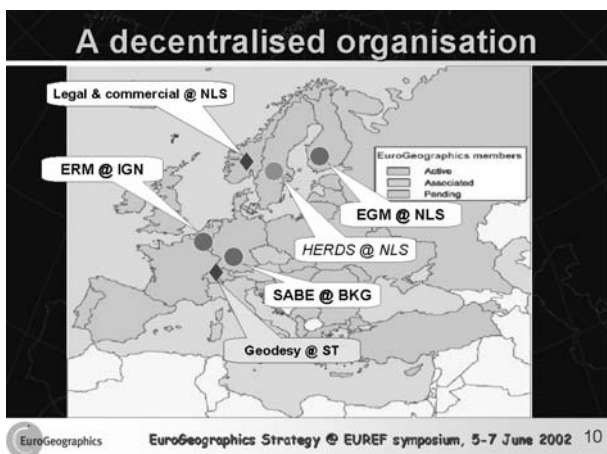 A decentralised organisation
Legal & commercial @ NLS
ERM @ IGN
EuroGeographics members
Active
Associated
Pending
EGM @ NLS
HERDS @ NLS
SABE @ BKG
Geodesy @ ST
EuroGeographics
EuroGeographics Strategy @ EUREF symposium, 5-7 June 2002
10